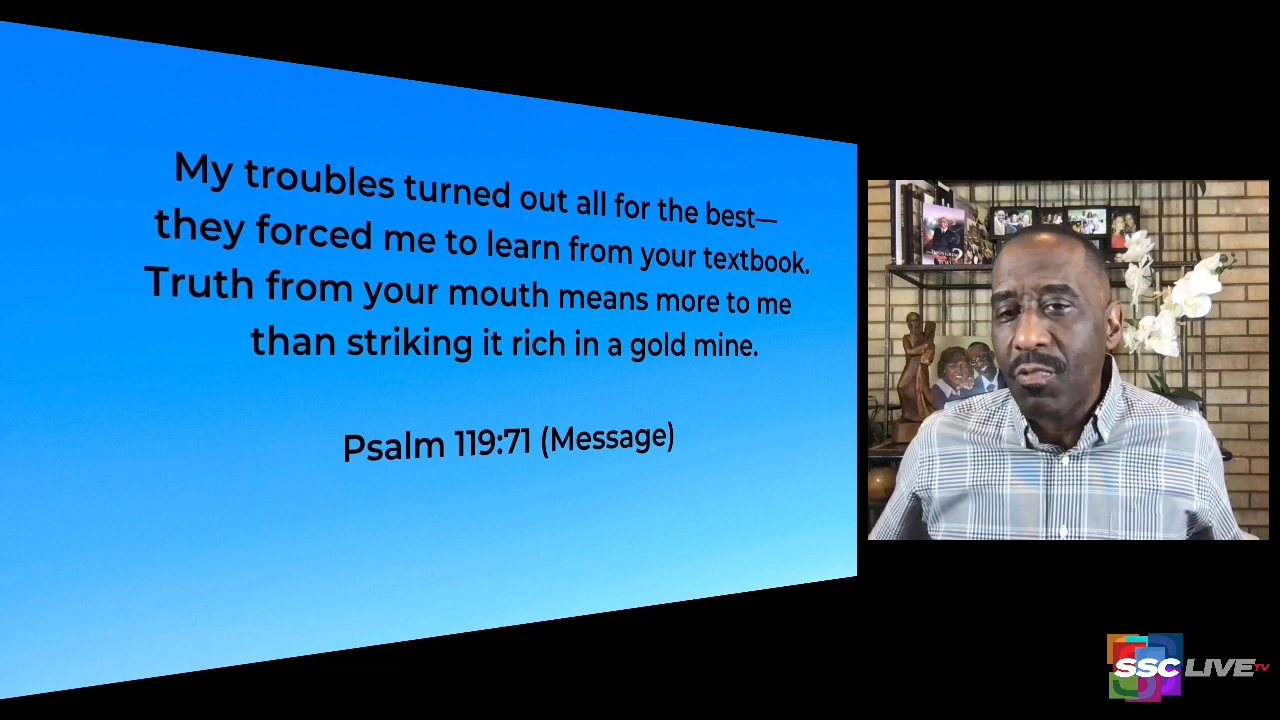 My troubles turned out all for the best—
they forced me to learn from your textbook.
Truth from your mouth means more to me
than striking it rich in a gold mine.
Psalm 119:71 (Message)
SSC LIVE TV